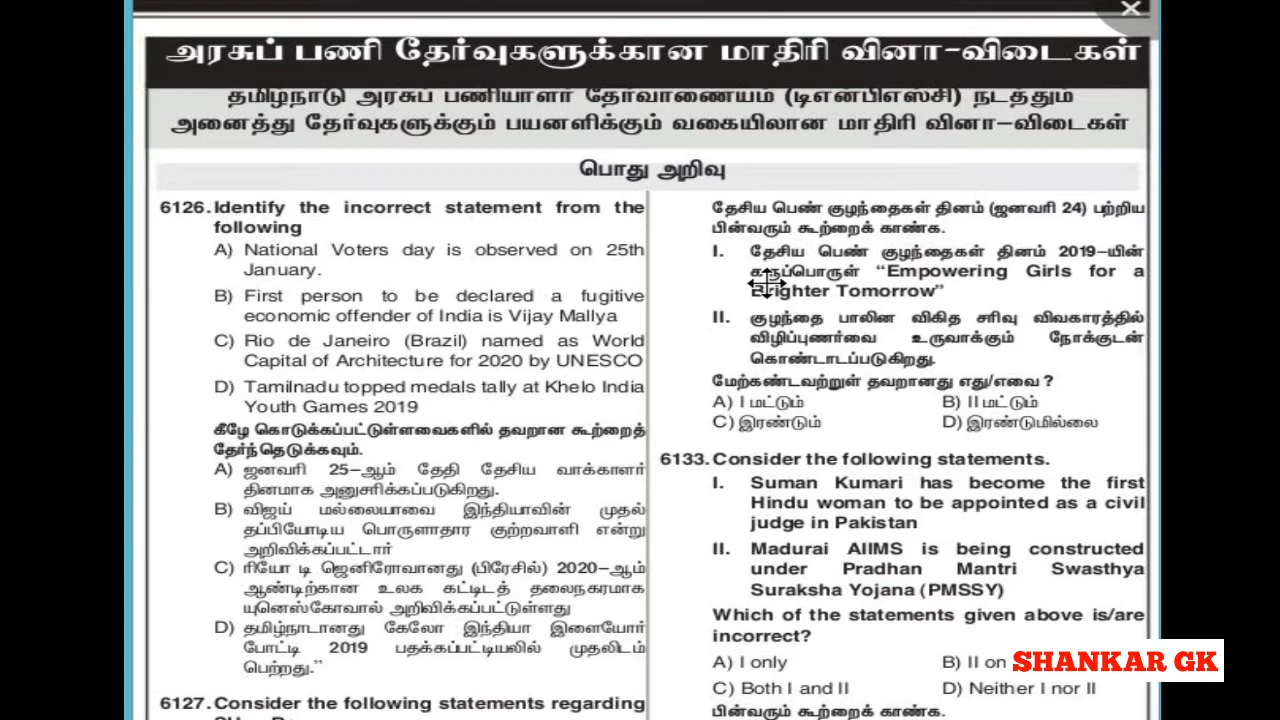 அரசுப் பணி தேர்வுகளுக்கான மாதிரி வினா-விடைகள்
தமிழ்நாடு அரசுப் பணியாளர் தேர்வாணையம் (டிஎன்பிஎஸ்சி) நடத்தும்
அனைத்து தேர்வுகளுக்கும் பயனளிக்கும் வகையிலான மாதிரி வினா-விடைகள்
பொது அறிவு
6126. Identify the incorrect statement from the
following
A) National Voters day is observed on 25th
January.
B) First person to be declared a fugitive
economic offender of India is Vijay Mallya
C) Rio de Janeiro (Brazil) named as World
Capital of Architecture for 2020 by UNESCO
D) Tamilnadu topped medals tally at Khelo India
Youth Games 2019
கீழே கொடுக்கப்பட்டுள்ளவைகளில் தவறான கூற்றைத்
தேர்ந்தெடுக்கவும்.
A) ஜனவரி 25-ஆம் தேதி தேசிய வாக்காளர்
தினமாக அனுசரிக்கப்படுகிறது.
B) விஜய் மல்லையாவை இந்தியாவின் முதல்
தப்பியோடிய பொருளாதார குற்றவாளி என்று
அறிவிக்கப்பட்டார்
C) ரியோ டி ஜெனிரோவானது (பிரேசில்) 2020-ஆம்
ஆண்டிற்கான உலக கட்டிடத் தலைநகரமாக
யுனெஸ்கோவால் அறிவிக்கப்பட்டுள்ளது
D) தமிழ்நாடானது கேலோ இந்தியா இளையோர்
போட்டி 2019 பதக்கப்பட்டியலில் முதலிடம்
பெற்றது.”
6127. Consider the following statements regarding
தேசிய பெண் குழந்தைகள் தினம் (ஜனவரி 24) பற்றிய
பின்வரும் கூற்றைக் காண்க.
I. தேசிய பெண் குழந்தைகள் தினம் 2019-யின்
கருப்பொருள் “Empowering Girls for a
Brighter Tomorrow”
II. குழந்தை பாலின விகித சரிவு விவகாரத்தில்
விழிப்புணர்வை உருவாக்கும் நோக்குடன்
கொண்டாடப்படுகிறது.
மேற்கண்டவற்றுள் தவறானது எது/எவை ?
A) I மட்டும் B) II மட்டும்
C) இரண்டும் D) இரண்டுமில்லை
6133. Consider the following statements.
I. Suman Kumari has become the first
Hindu woman to be appointed as a civil
judge in Pakistan
II. Madurai AIIMS is being constructed
under Pradhan Mantri Swasthya
Suraksha Yojana (PMSSY)
Which of the statements given above is/are
incorrect?
A) I only B) II on
SHANKAR GK
C) Both I and II D) Neither I nor II
பின்வரும் கூற்றைக் காண்க.